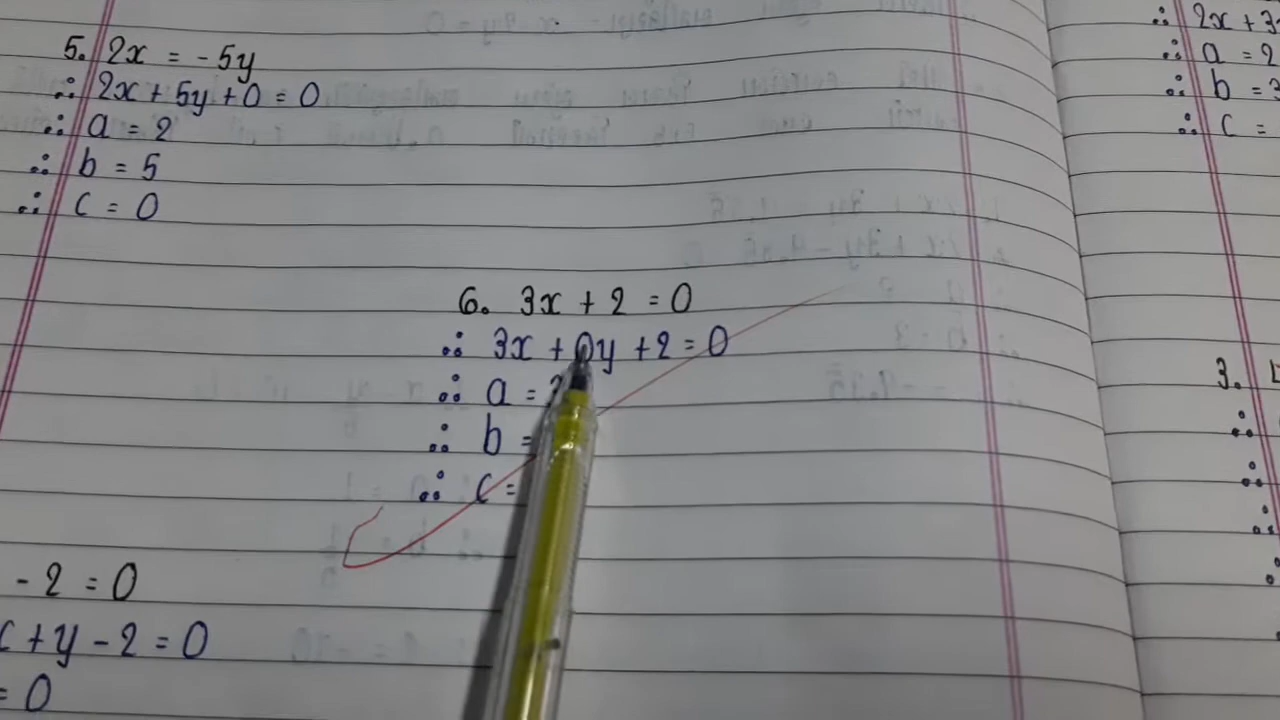 5. 2x = -5y
∴ 2x + 5y + 0 = 0
∴ a = 2
∴ b = 5
∴ c = 0
6. 3x + 2 = 0
∴ 3x + 0y + 2 = 0
∴ a =
∴ b =
∴ c =
- 2 = 0
+ y - 2 = 0
= 0
∴ 2x + 3
∴ a = 2
∴ b = 3
∴ c =
3.
∴
∴
∴